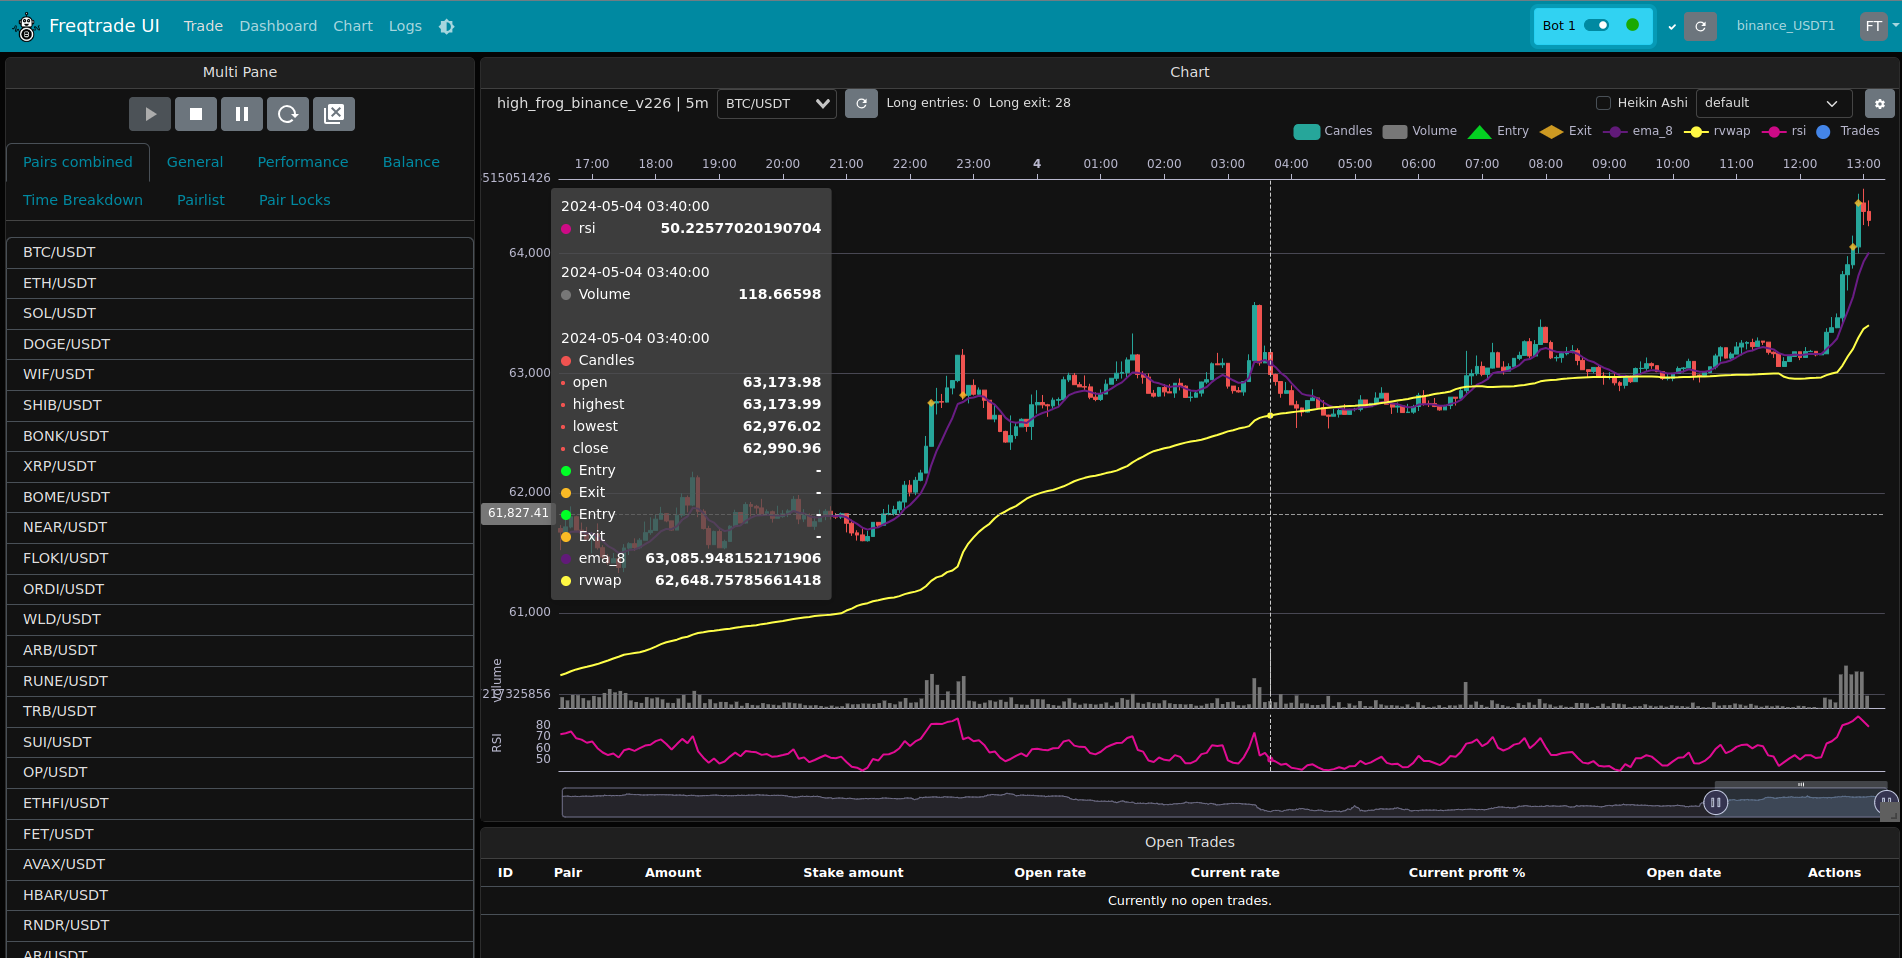 Freqtrade UI Trade Dashboard Chart Logs Bot 1 binance_USDT1 FT
Multi Pane
Pairs combined General Performance Balance
Time Breakdown Pairlist Pair Locks
BTC/USDT
ETH/USDT
SOL/USDT
DOGE/USDT
WIF/USDT
SHIB/USDT
BONK/USDT
XRP/USDT
BOME/USDT
NEAR/USDT
FLOKI/USDT
ORDI/USDT
WLD/USDT
ARB/USDT
RUNE/USDT
TRB/USDT
SUI/USDT
OP/USDT
ETHFI/USDT
FET/USDT
AVAX/USDT
HBAR/USDT
RNDR/USDT
AR/USDT
Chart
high_frog_binance_v226 | 5m BTC/USDT Long entries: 0 Long exit: 28 Heikin Ashi default
Candles Volume Entry Exit ema_8 rvwap rsi Trades
17:00 18:00 19:00 20:00 21:00 22:00 23:00 4 01:00 02:00 03:00 04:00 05:00 06:00 07:00 08:00 09:00 10:00 11:00 12:00 13:00
515051426
64,000
63,000
62,000
61,827.41
61,000
217325856
Volume
80
70
60
50
RSI
2024-05-04 03:40:00
rsi 50.22577020190704
2024-05-04 03:40:00
Volume 118.66598
2024-05-04 03:40:00
Candles
open 63,173.98
highest 63,173.99
lowest 62,976.02
close 62,990.96
Entry -
Exit -
Entry -
Exit -
ema_8 63,085.948152171906
rvwap 62,648.75785661418
Open Trades
ID Pair Amount Stake amount Open rate Current rate Current profit % Open date Actions
Currently no open trades.